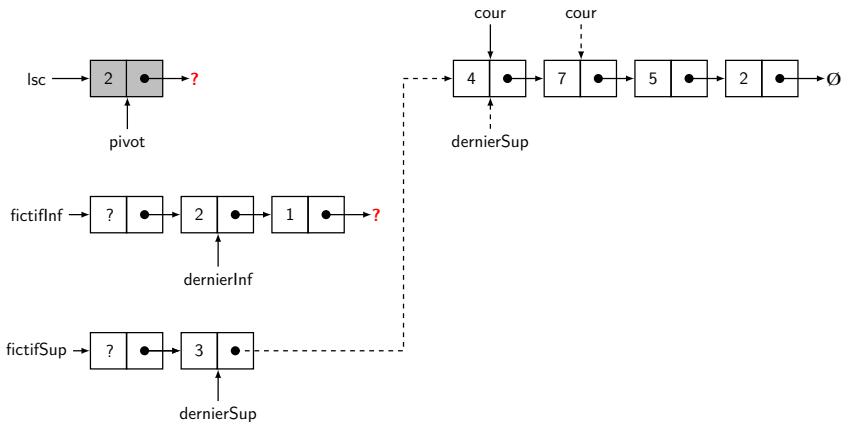 cour cour
lsc 2 ? 4 7 5 2 Ø
pivot dernierSup
fictifInf ? 2 1 ?
dernierInf
fictifSup ? 3
dernierSup